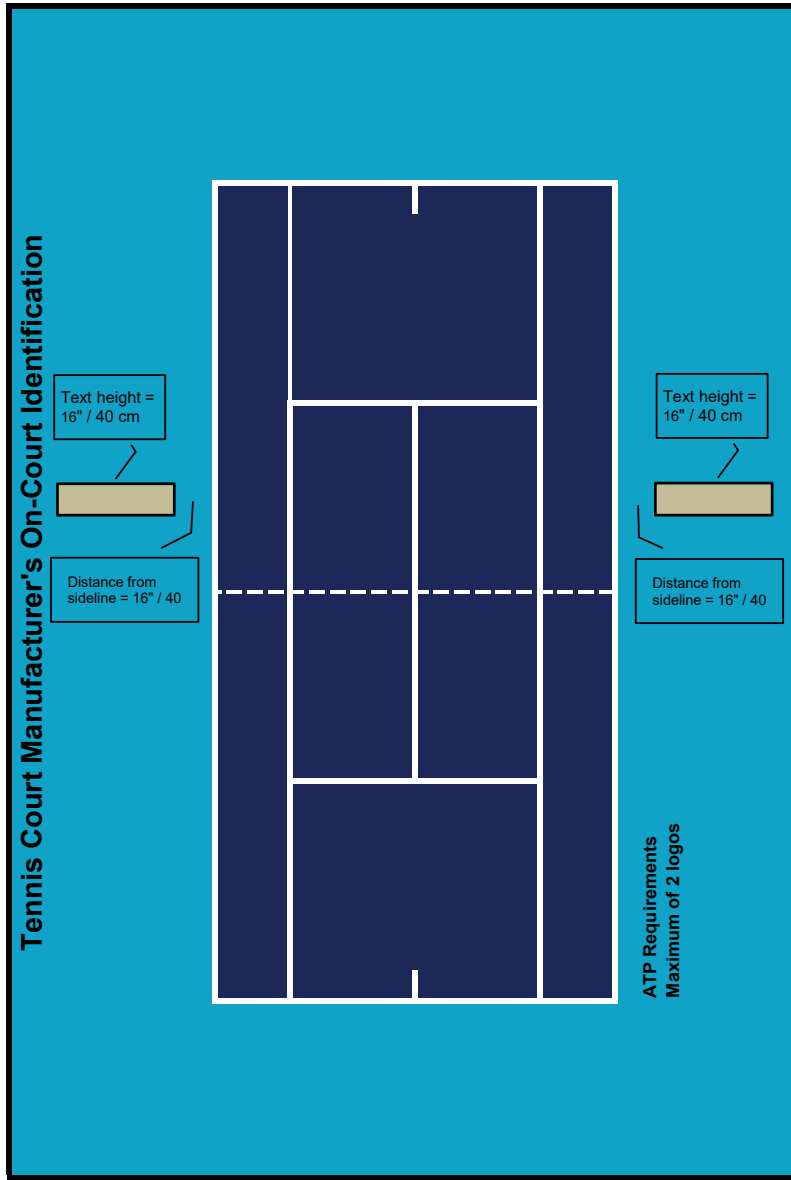 Tennis Court Manufacturer's On-Court Identification
Text height =
16" / 40 cm
Distance from
sideline = 16" / 40
Text height =
16" / 40 cm
Distance from
sideline = 16" / 40
ATP Requirements
Maximum of 2 logos